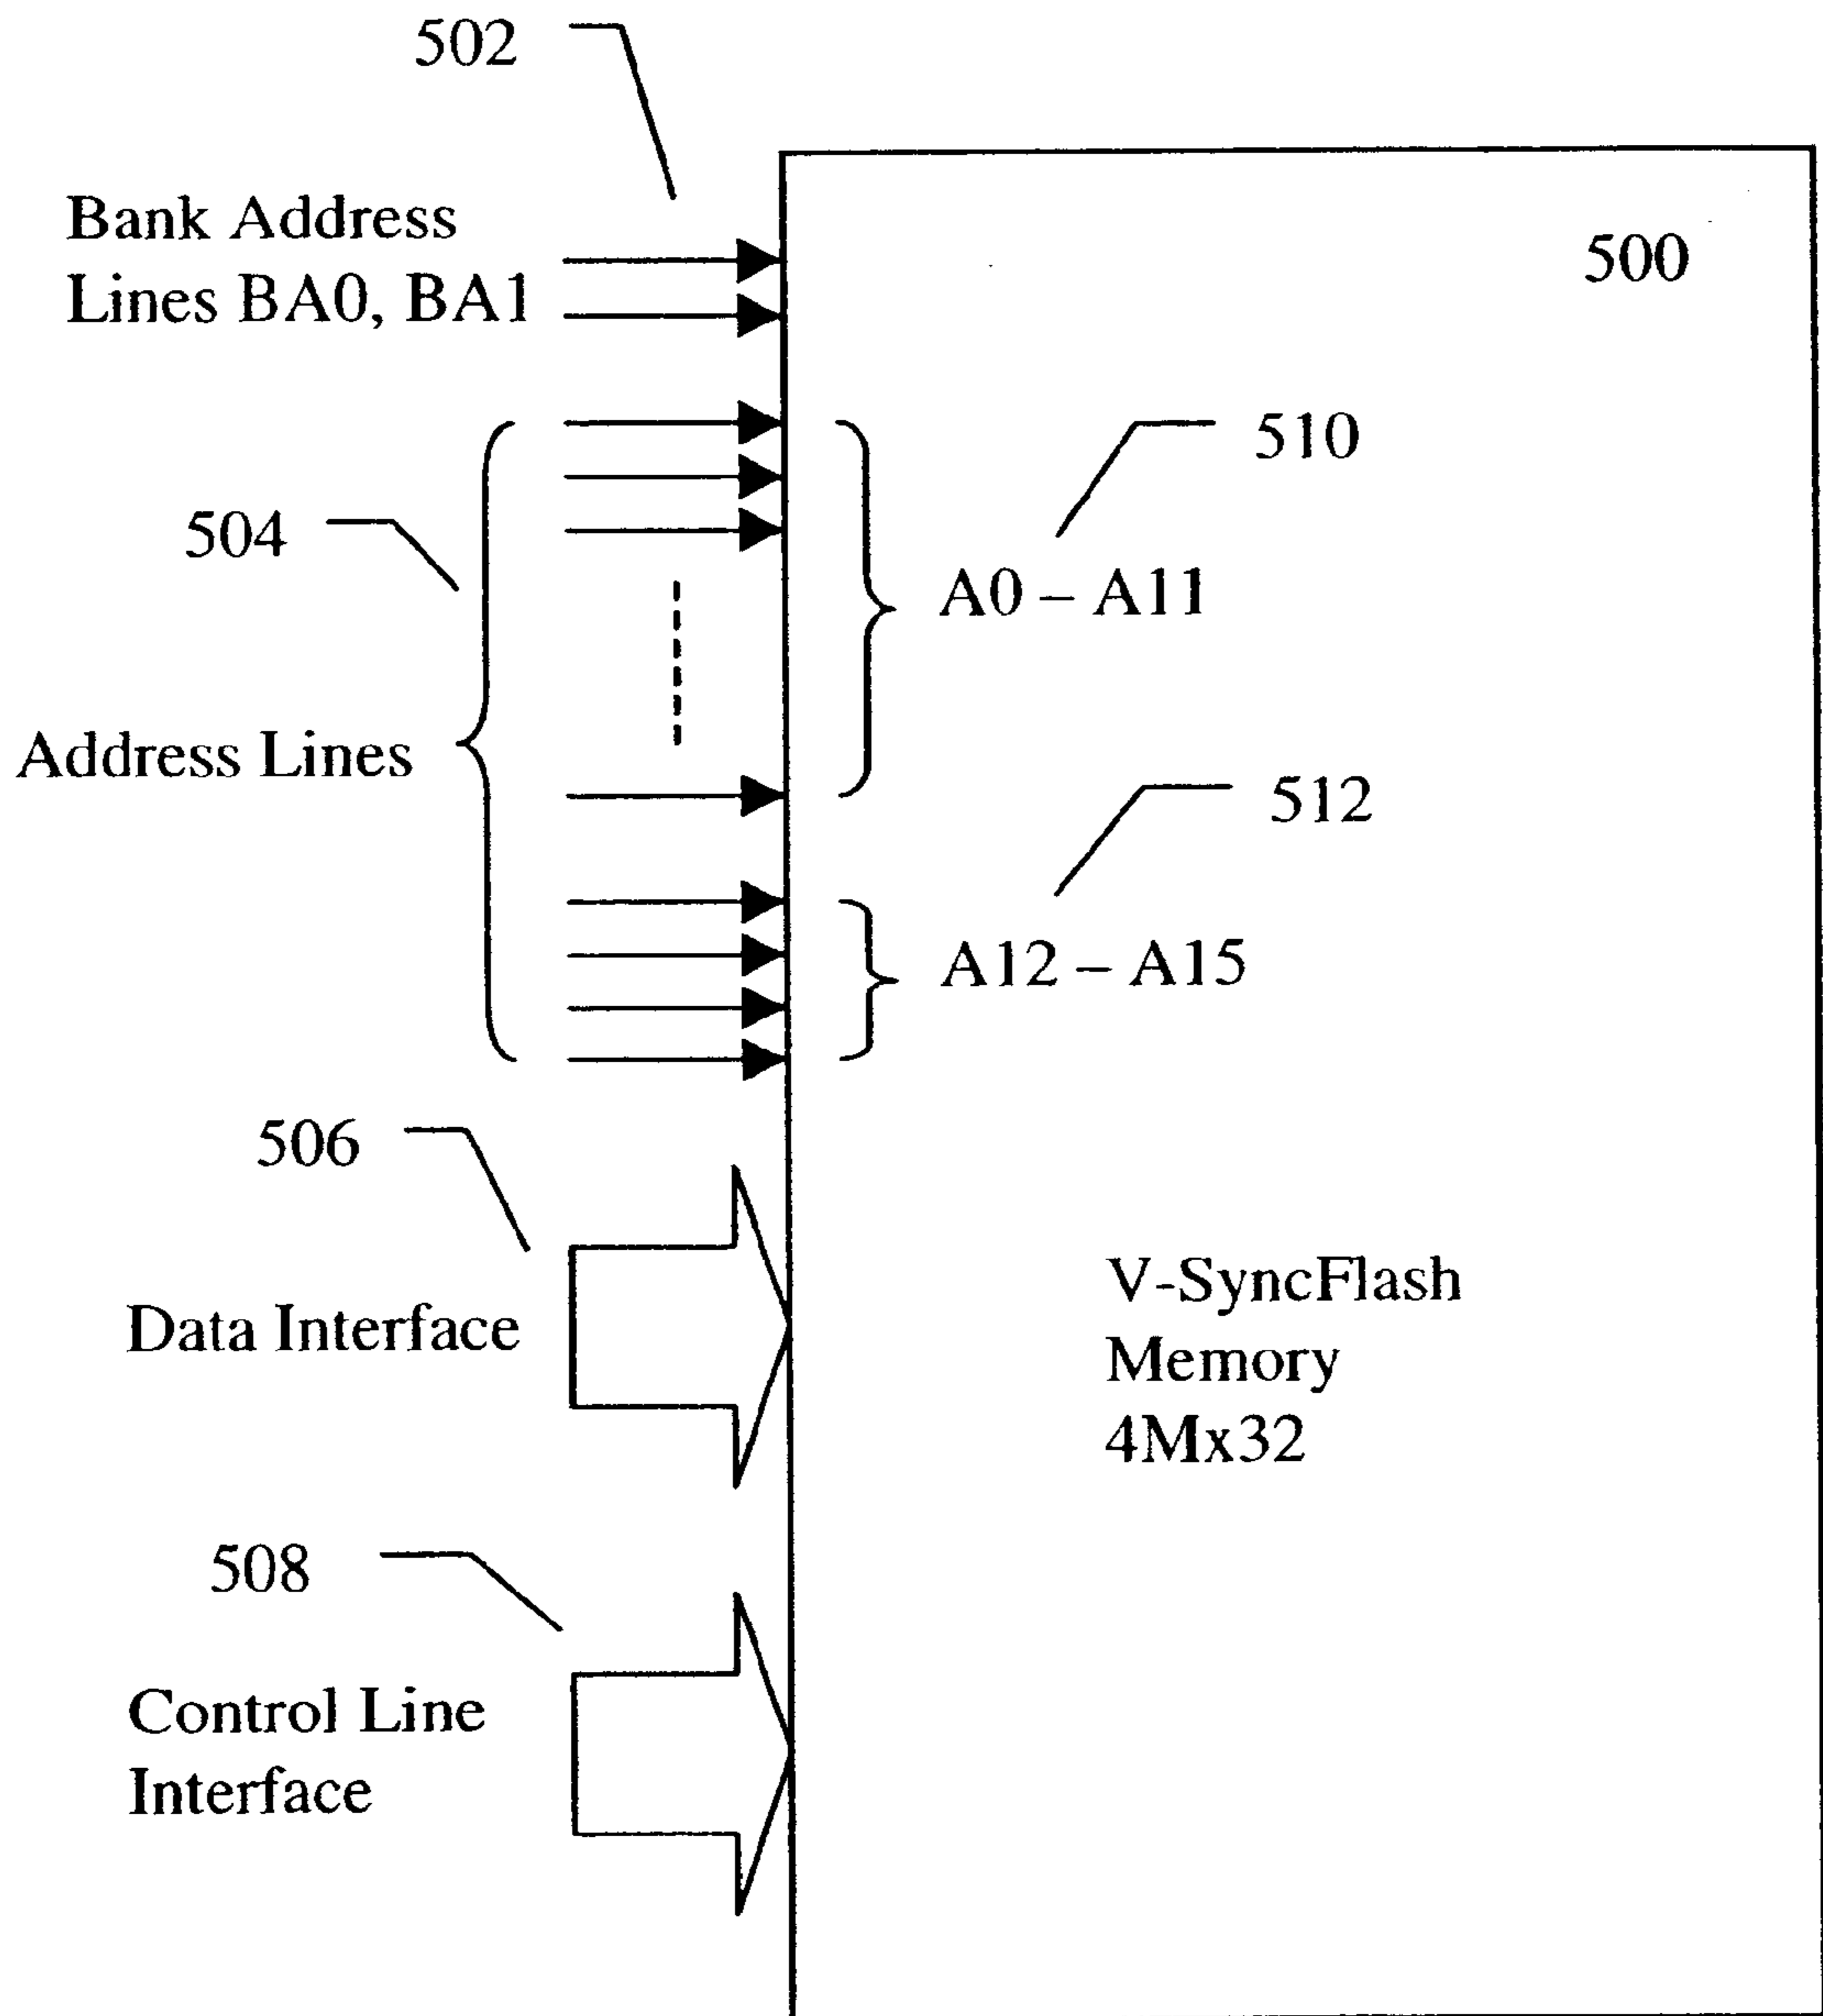 502
Bank Address
Lines BA0, BA1
500
510
504
A0 – A11
Address Lines
512
A12 – A15
506
Data Interface
V-SyncFlash
Memory
4Mx32
508
Control Line
Interface